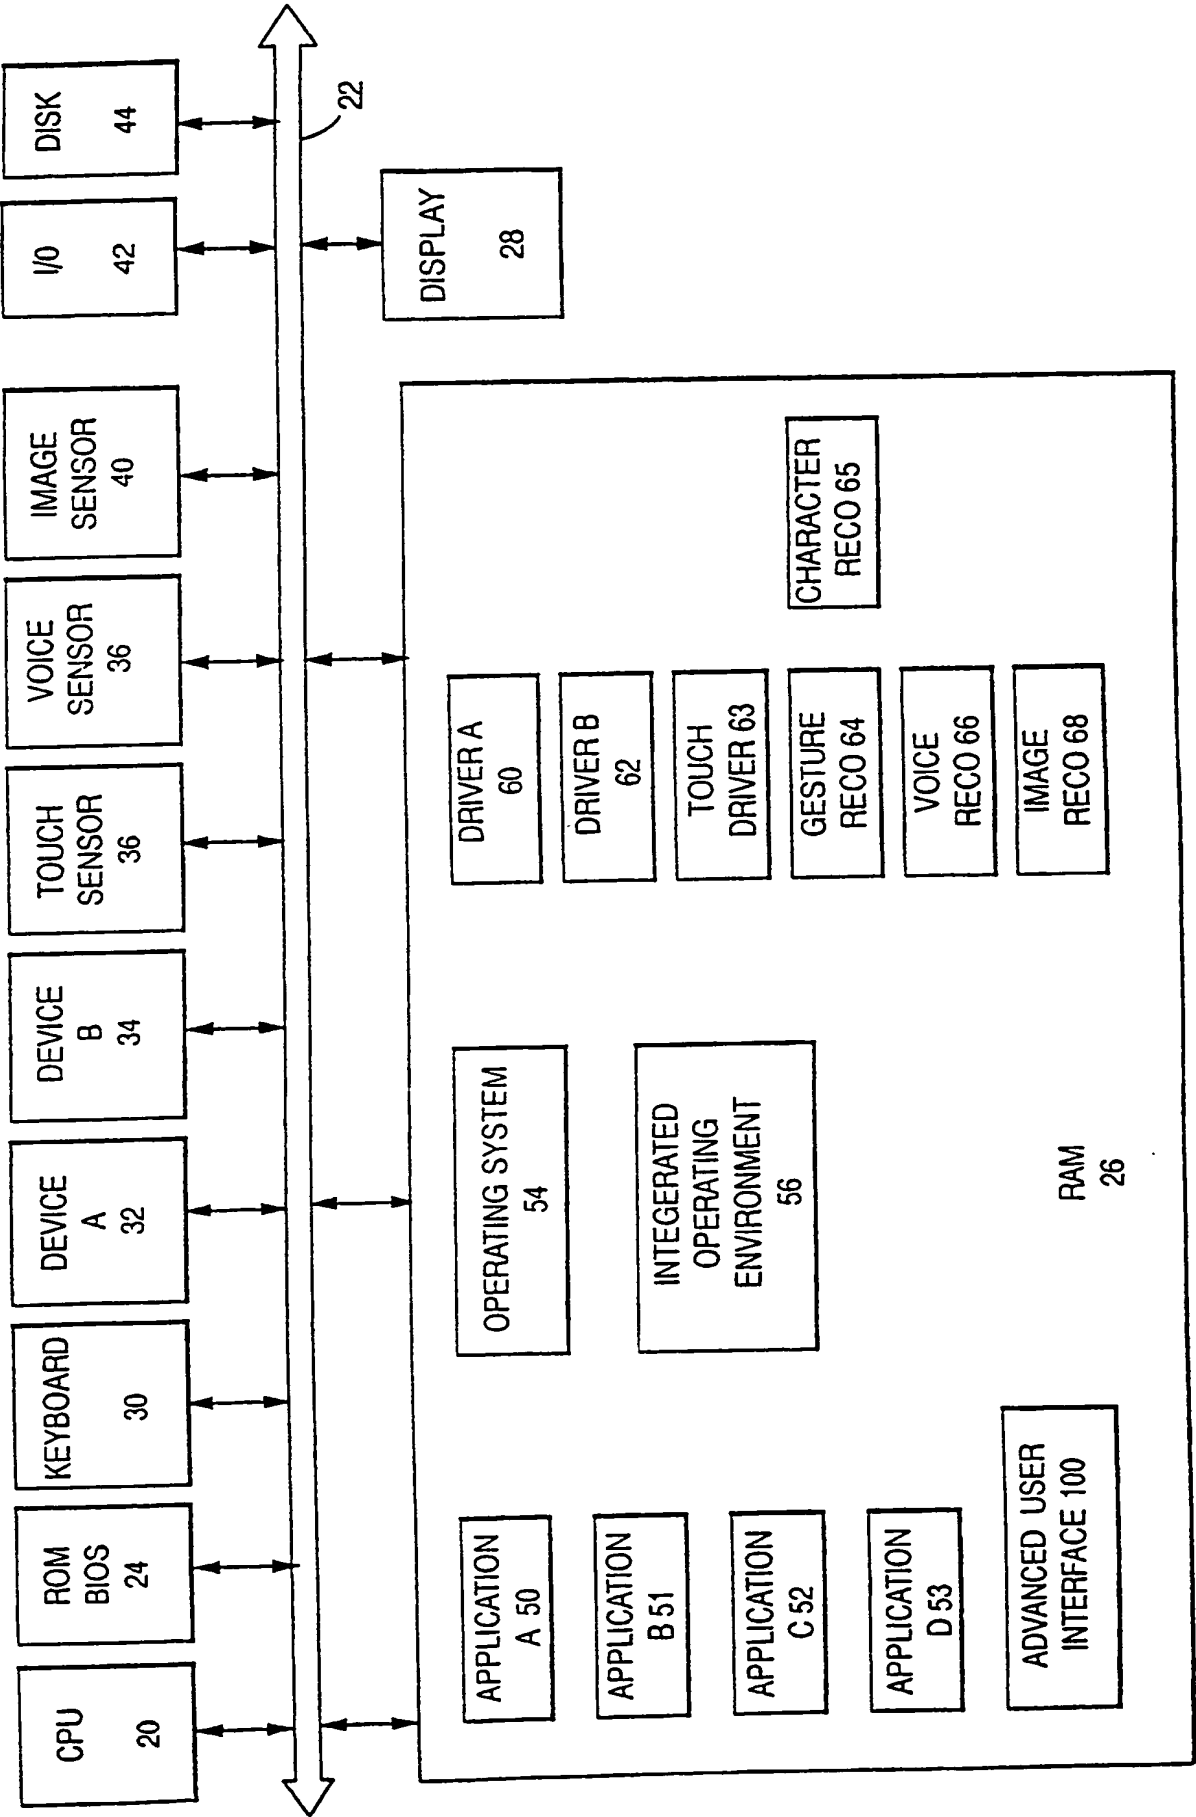 CPU
20
ROM
BIOS
24
KEYBOARD
30
DEVICE
A
32
DEVICE
B
34
TOUCH
SENSOR
36
VOICE
SENSOR
36
IMAGE
SENSOR
40
I/O
42
DISK
44
22
DISPLAY
28
APPLICATION
A 50
APPLICATION
B 51
APPLICATION
C 52
APPLICATION
D 53
ADVANCED USER
INTERFACE 100
OPERATING SYSTEM
54
INTEGERATED
OPERATING
ENVIRONMENT
56
RAM
26
DRIVER A
60
DRIVER B
62
TOUCH
DRIVER 63
GESTURE
RECO 64
VOICE
RECO 66
IMAGE
RECO 68
CHARACTER
RECO 65